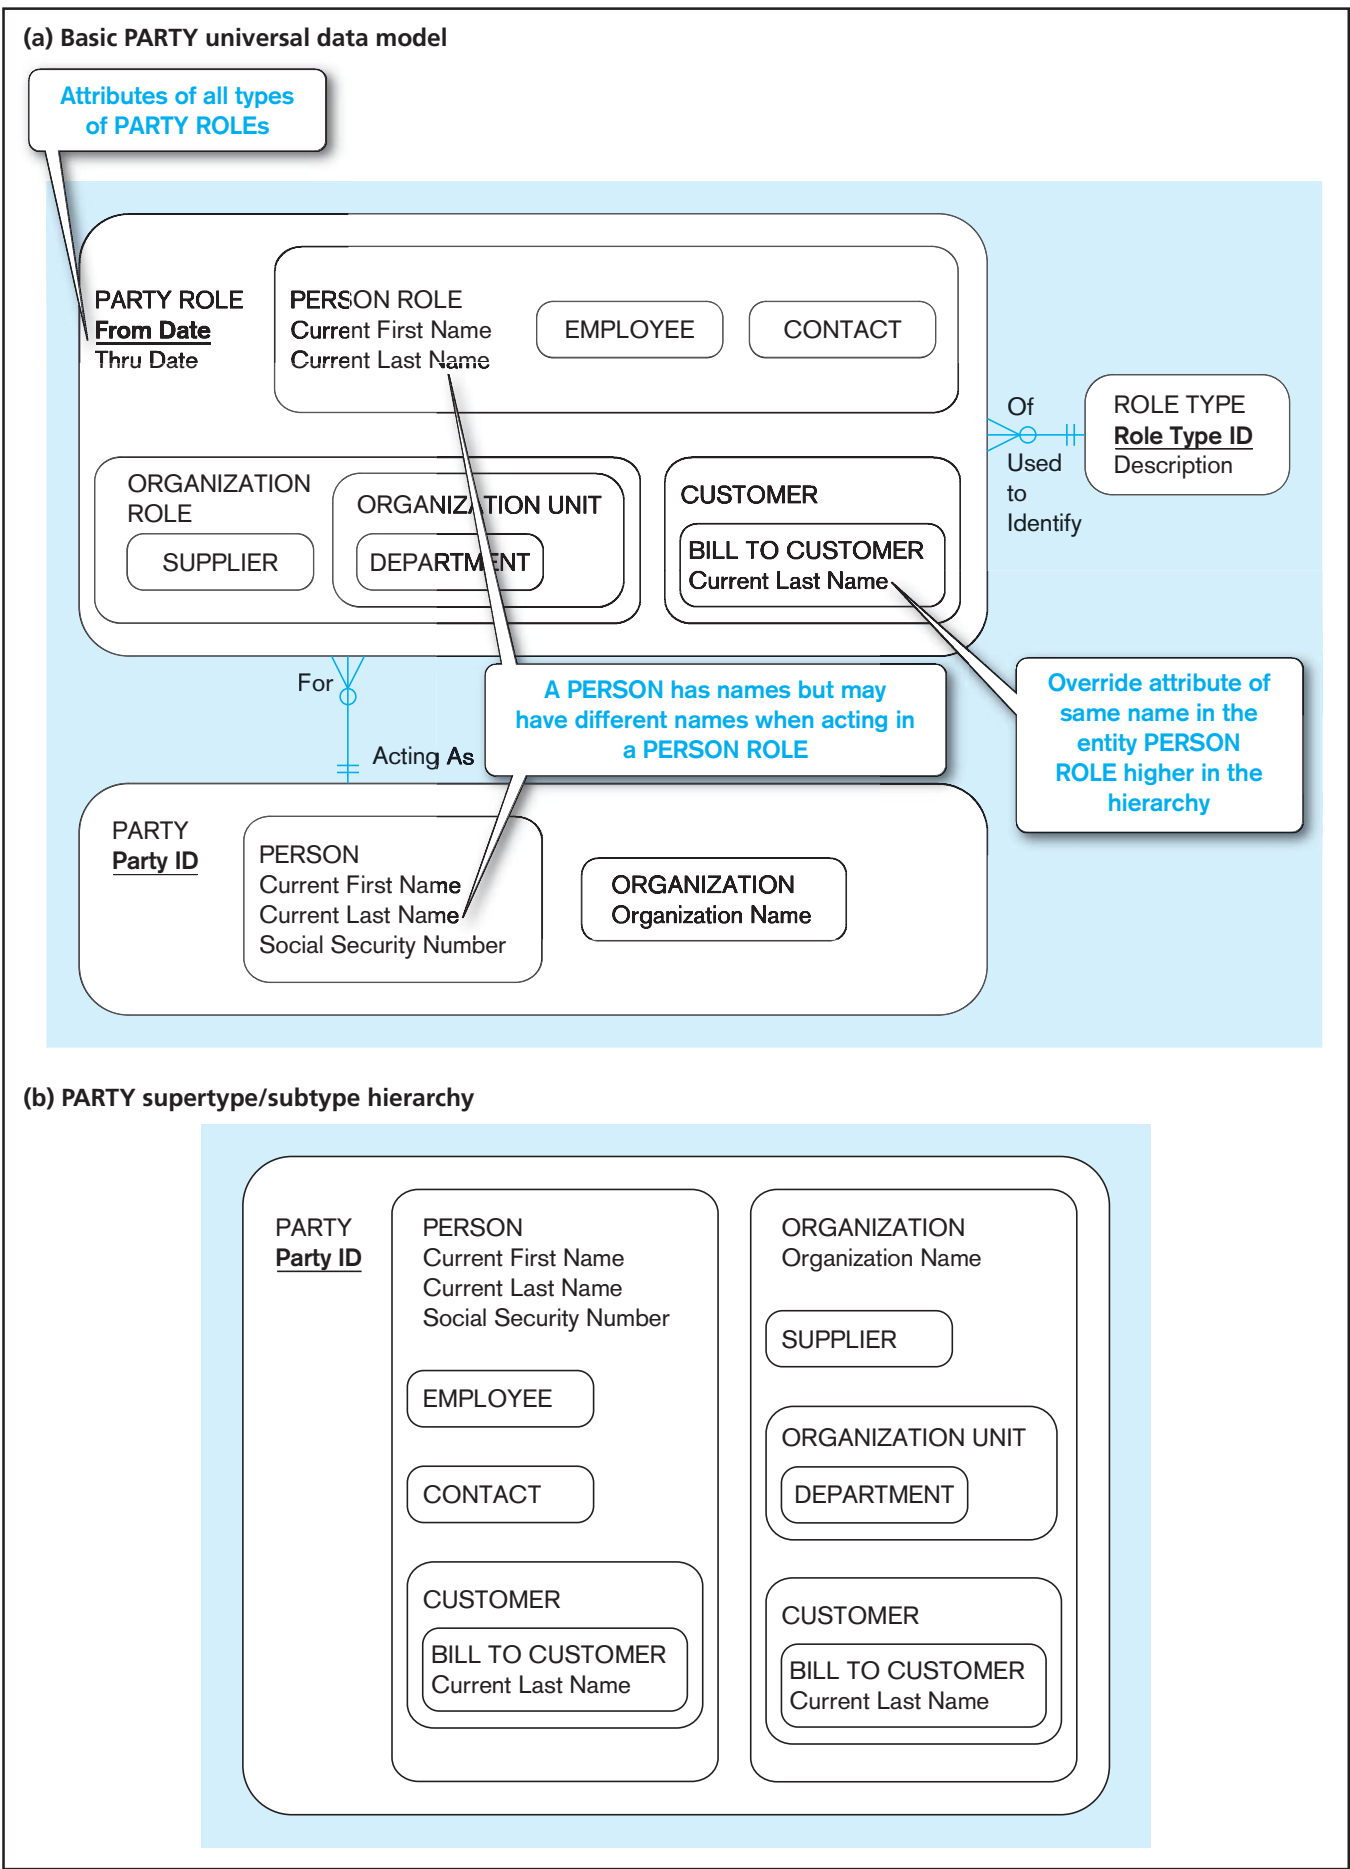 (a) Basic PARTY universal data model
Attributes of all types
of PARTY ROLEs
PARTY ROLE
From Date
Thru Date
PERSON ROLE
Current First Name
Current Last Name
EMPLOYEE
CONTACT
ORGANIZATION
ROLE
SUPPLIER
ORGANIZATION UNIT
DEPARTMENT
CUSTOMER
BILL TO CUSTOMER
Current Last Name
Of
Used
to
Identify
ROLE TYPE
Role Type ID
Description
For
Acting As
A PERSON has names but may
have different names when acting in
a PERSON ROLE
Override attribute of
same name in the
entity PERSON
ROLE higher in the
hierarchy
PARTY
Party ID
PERSON
Current First Name
Current Last Name
Social Security Number
ORGANIZATION
Organization Name
(b) PARTY supertype/subtype hierarchy
PARTY
Party ID
PERSON
Current First Name
Current Last Name
Social Security Number
EMPLOYEE
CONTACT
CUSTOMER
BILL TO CUSTOMER
Current Last Name
ORGANIZATION
Organization Name
SUPPLIER
ORGANIZATION UNIT
DEPARTMENT
CUSTOMER
BILL TO CUSTOMER
Current Last Name